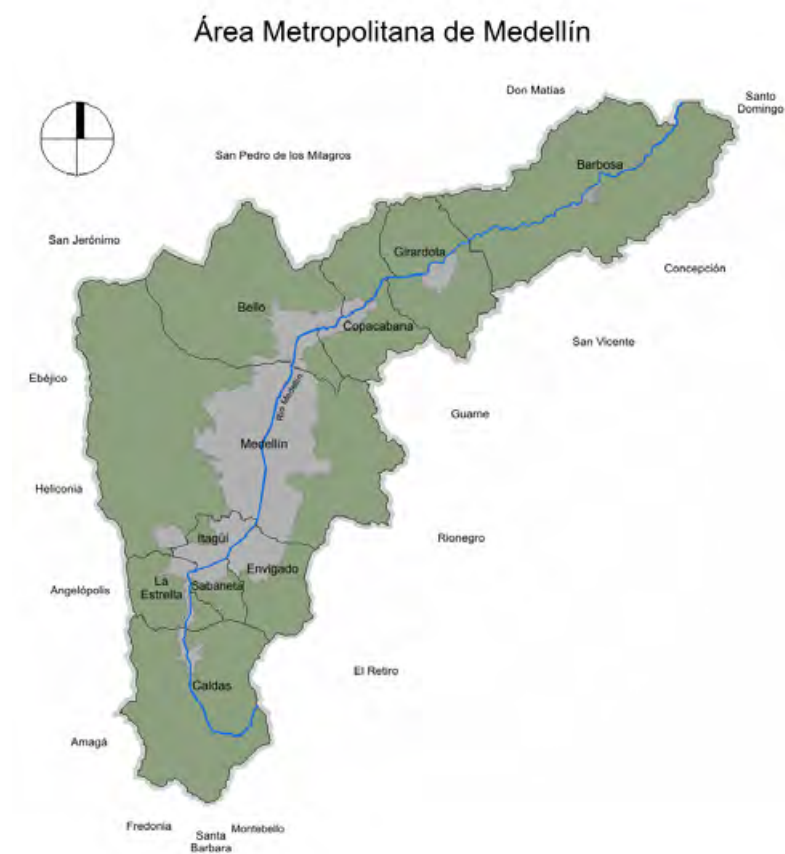 Área Metropolitana de Medellín
Don Matías
Santo
Domingo
San Pedro de los Milagros
Barbosa
San Jerónimo
Girardota
Concepción
Bello
Copacabana
San Vicente
Ebéjico
Río Medellín
Guarne
Medellín
Heliconia
Itagüí
Rionegro
Envigado
La
Estrella
Sabaneta
Angelópolis
El Retiro
Caldas
Amagá
Fredonia
Santa
Barbara
Montebello